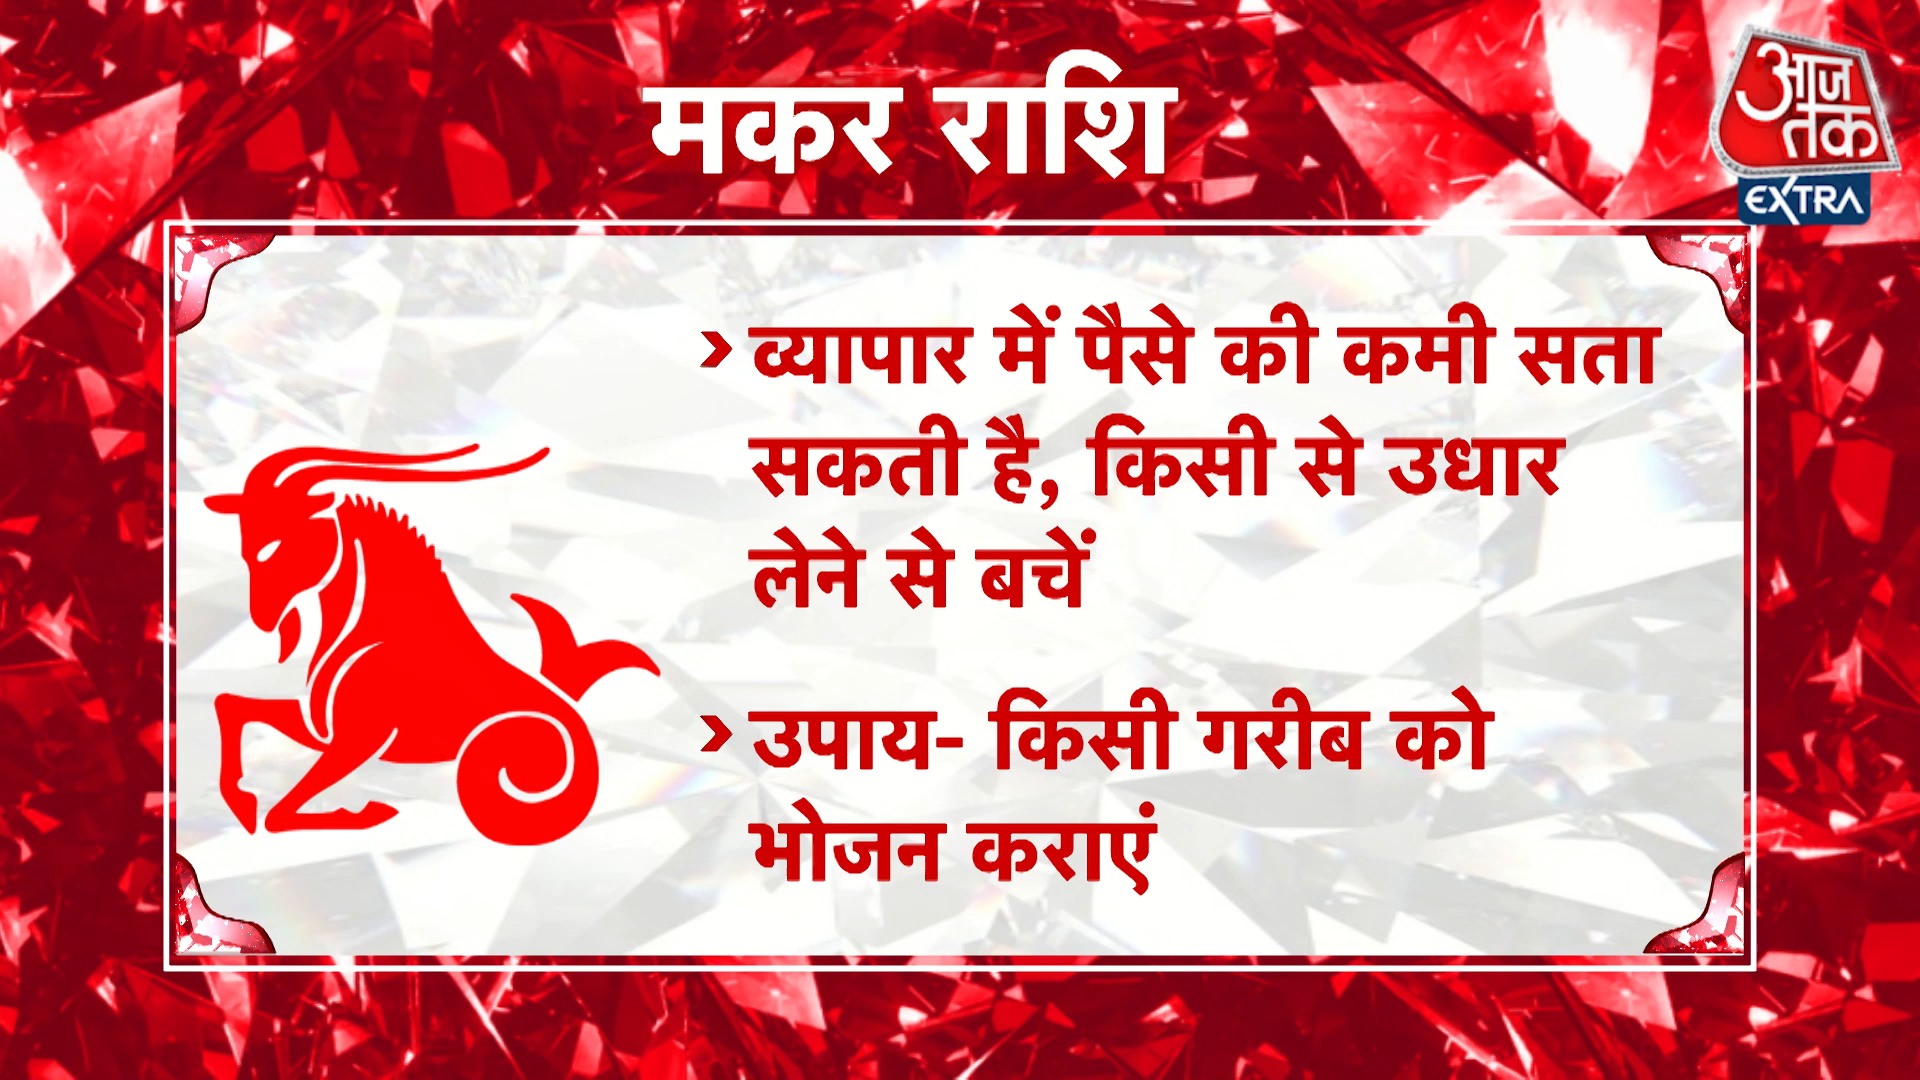 मकर राशि
आज
तक
EXTRA
व्यापार में पैसे की कमी सता
सकती है, किसी से उधार
लेने से बचें
उपाय- किसी गरीब को
भोजन कराएं